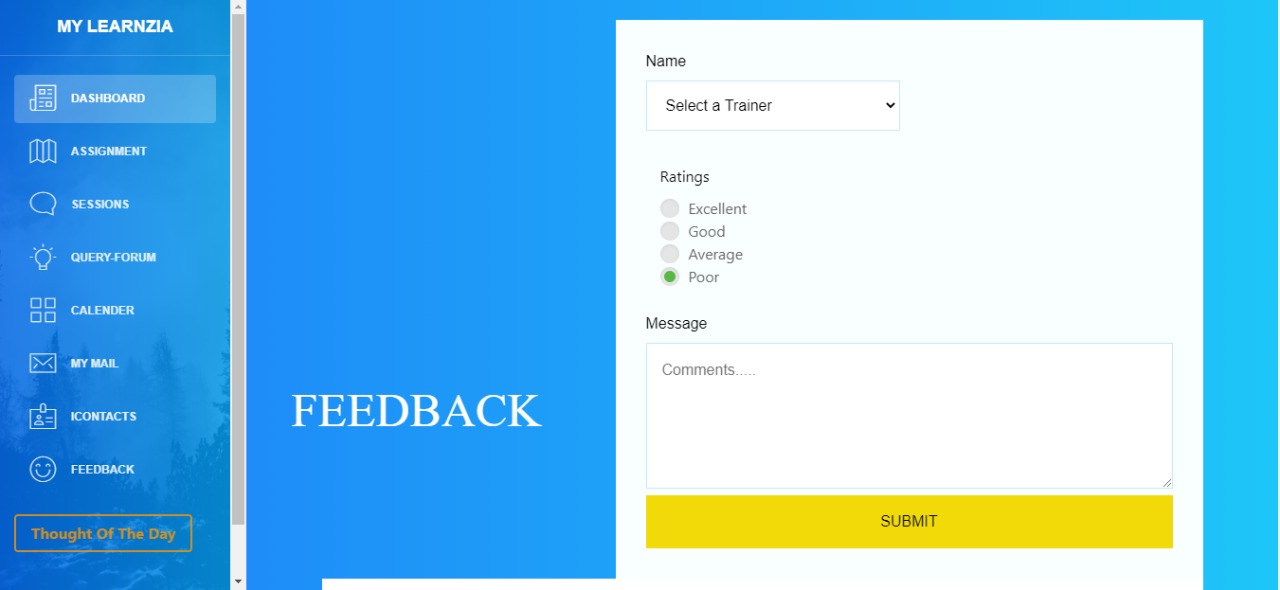 MY LEARNZIA
DASHBOARD
ASSIGNMENT
SESSIONS
QUERY-FORUM
CALENDER
MY MAIL
ICONTACTS
FEEDBACK
Thought Of The Day
FEEDBACK
Name
Select a Trainer
Ratings
Excellent
Good
Average
Poor
Message
Comments.....
SUBMIT